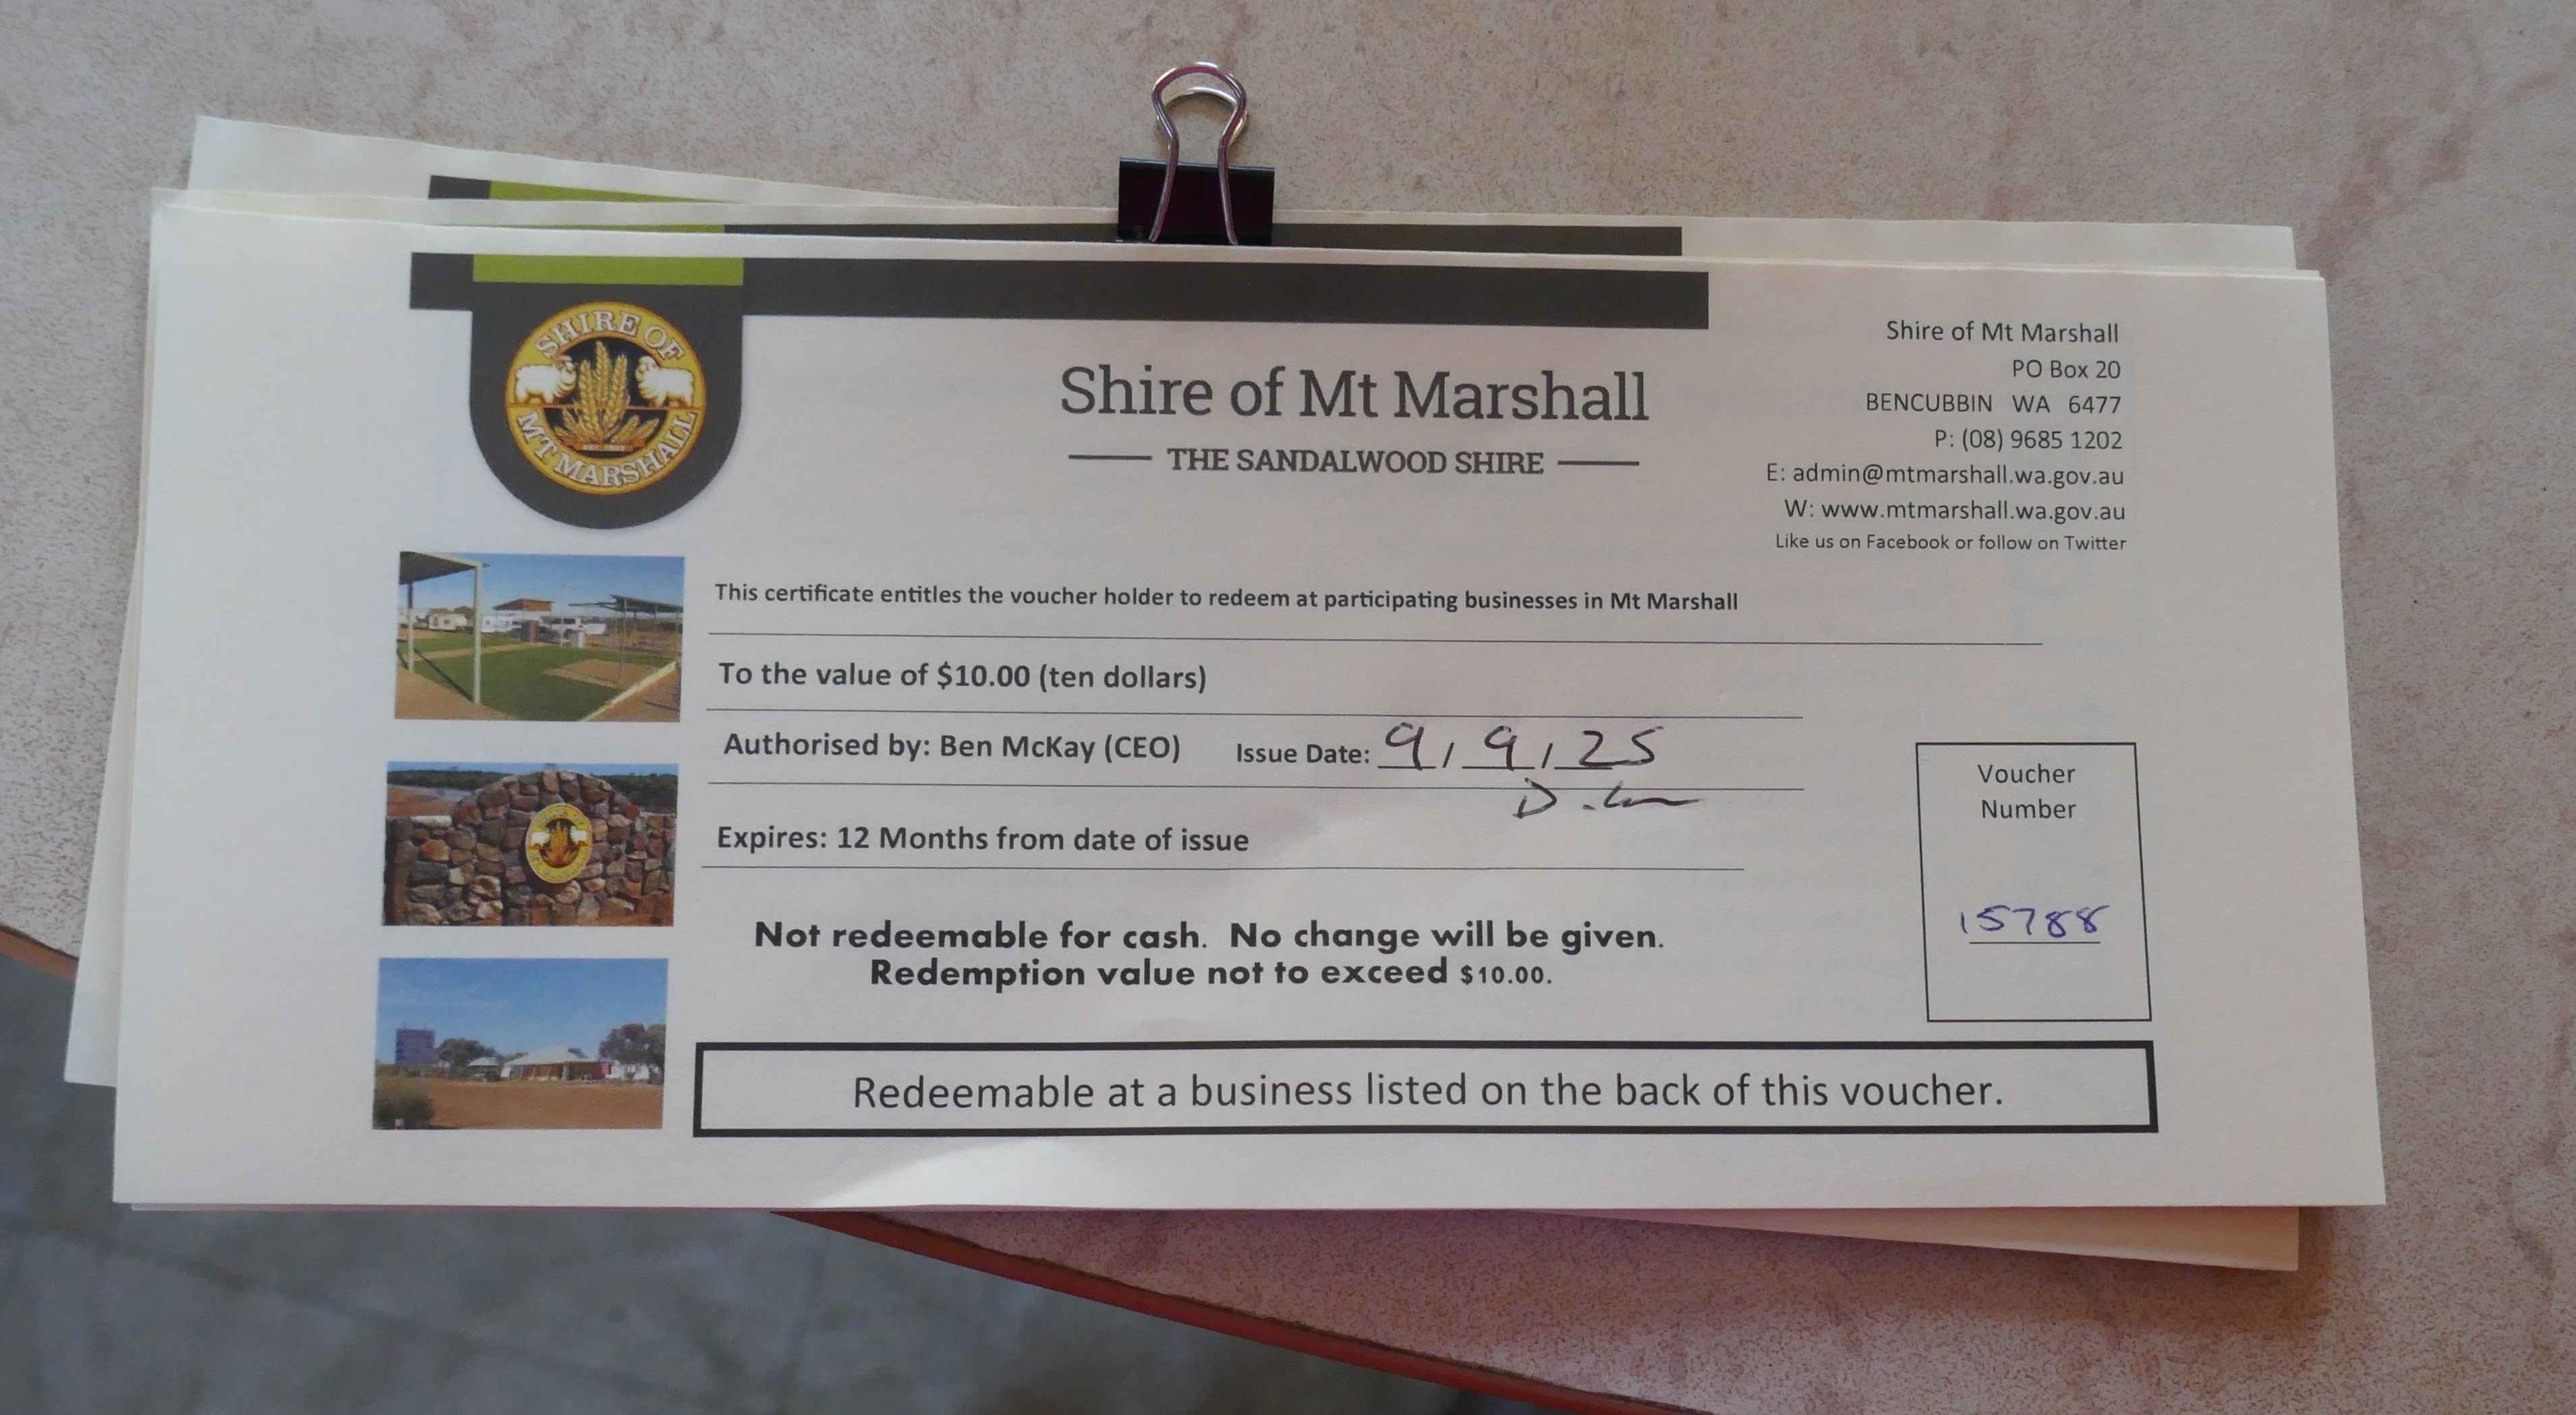 SHIRE OF
MT MARSHALL
Shire of Mt Marshall
THE SANDALWOOD SHIRE
Shire of Mt Marshall
PO Box 20
BENCUBBIN WA 6477
P: (08) 9685 1202
E: admin@mtmarshall.wa.gov.au
W: www.mtmarshall.wa.gov.au
Like us on Facebook or follow on Twitter
This certificate entitles the voucher holder to redeem at participating businesses in Mt Marshall
To the value of $10.00 (ten dollars)
Authorised by: Ben McKay (CEO) Issue Date: 9/9/25
Expires: 12 Months from date of issue
Voucher
Number
15788
Not redeemable for cash. No change will be given.
Redemption value not to exceed $10.00.
Redeemable at a business listed on the back of this voucher.